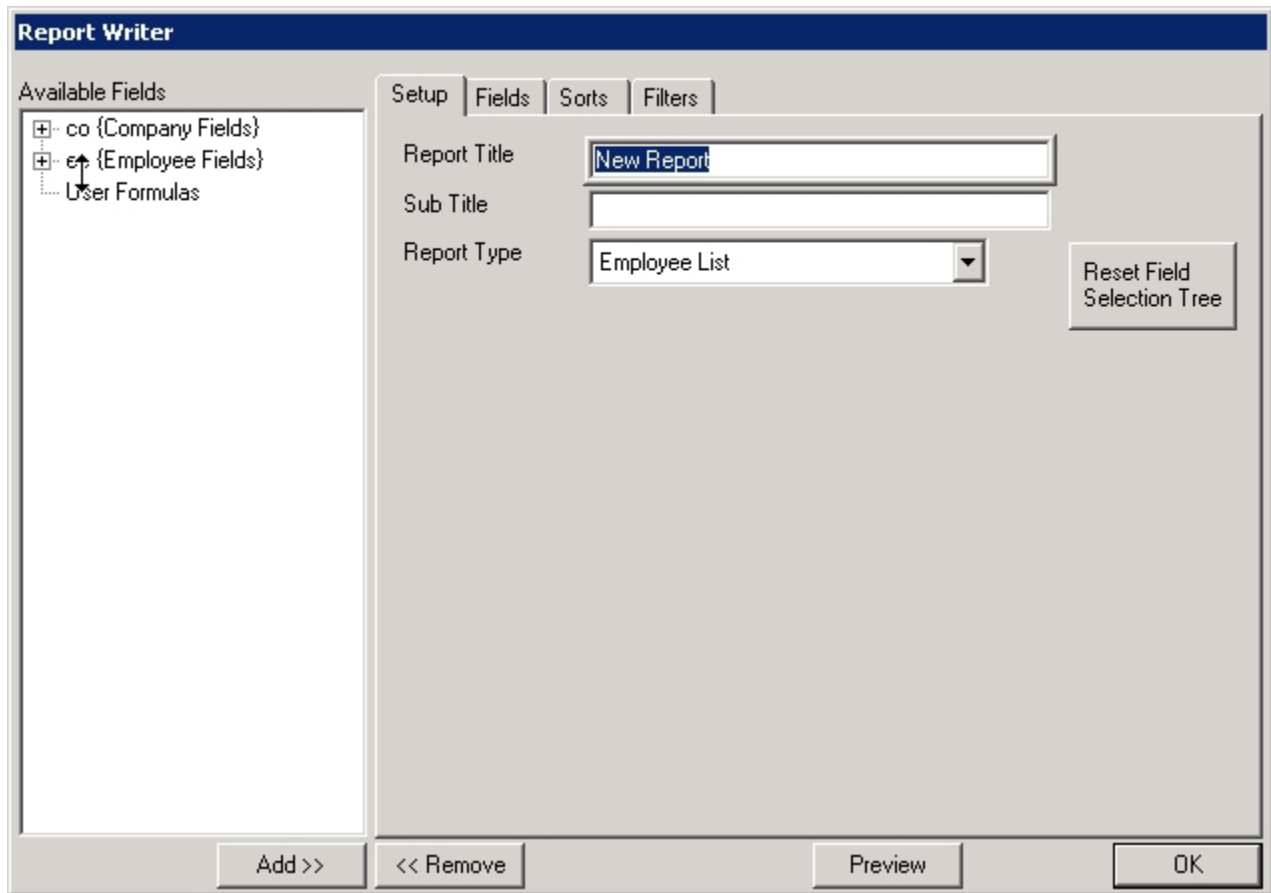 Report Writer
Available Fields
co {Company Fields}
{Employee Fields}
User Formulas
Setup Fields Sorts Filters
Report Title New Report
Sub Title
Report Type Employee List
Reset Field
Selection Tree
Add >> << Remove Preview OK